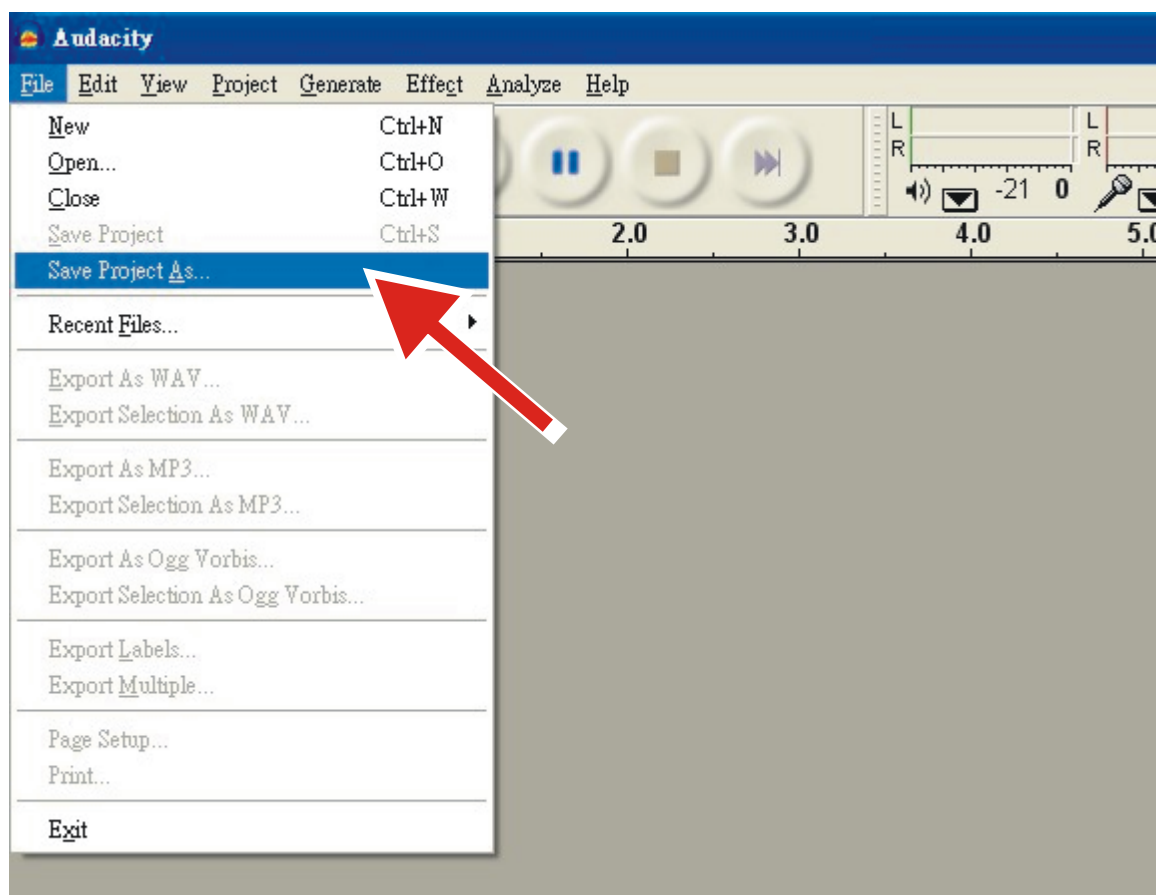 Audacity
File Edit View Project Generate Effect Analyze Help
New Ctrl+N
Open... Ctrl+O
Close Ctrl+W
Save Project Ctrl+S
Save Project As...
Recent Files...
Export As WAV...
Export Selection As WAV...
Export As MP3...
Export Selection As MP3...
Export As Ogg Vorbis...
Export Selection As Ogg Vorbis...
Export Labels...
Export Multiple...
Page Setup...
Print...
Exit
L L
R R
-21 0
2.0 3.0 4.0 5.0